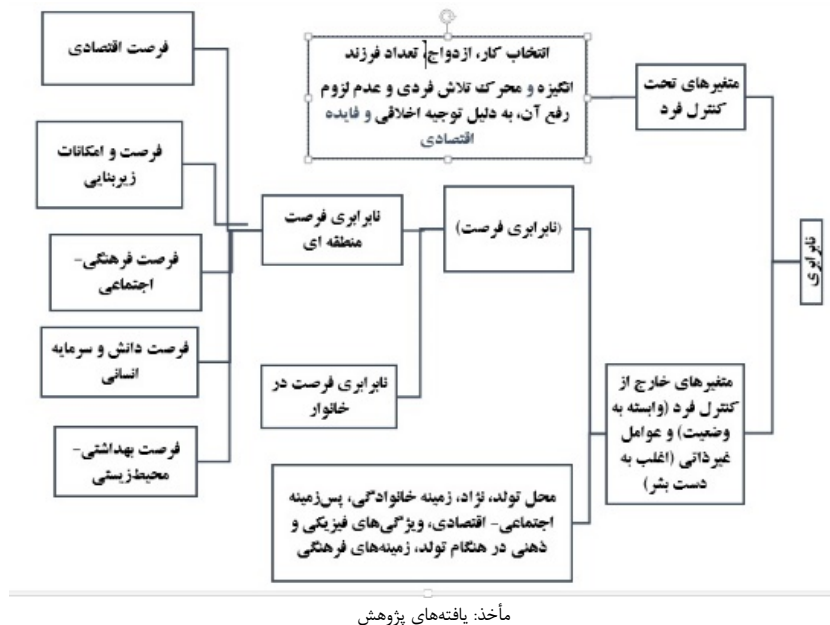 نابرابری
متغیرهای تحت
کنترل فرد
انتخاب کار، ازدواج، تعداد فرزند
انگیزه و محرک تلاش فردی و عدم لزوم
رفع آن، به دلیل توجیه اخلاقی و فایده
اقتصادی
متغیرهای خارج از
کنترل فرد (وابسته به
وضعیت) و عوامل
غیرذاتی (اغلب به
دست بشر)
(نابرابری فرصت)
محل تولد، نژاد، زمینه خانوادگی، پس‌زمینه
اجتماعی- اقتصادی، ویژگی‌های فیزیکی و
ذهنی در هنگام تولد، زمینه‌های فرهنگی
نابرابری فرصت
منطقه ای
نابرابری فرصت در
خانوار
فرصت اقتصادی
فرصت و امکانات
زیربنایی
فرصت فرهنگی-
اجتماعی
فرصت دانش و سرمایه
انسانی
فرصت بهداشتی-
محیط‌زیستی
مأخذ: یافته‌های پژوهش